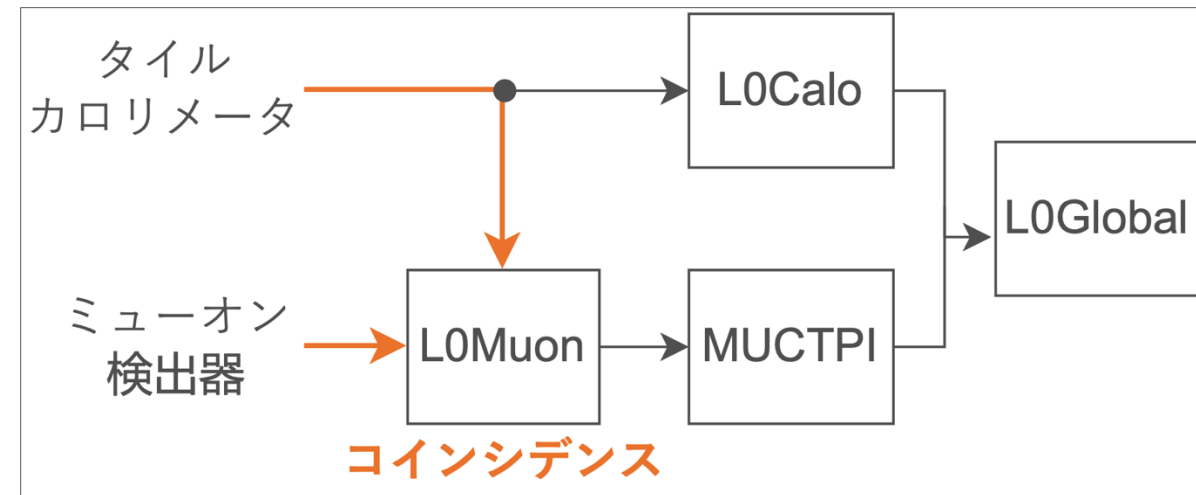 タイル
カロリメータ
L0Calo
L0Global
ミューオン
検出器
L0Muon
MUCTPI
コインシデンス